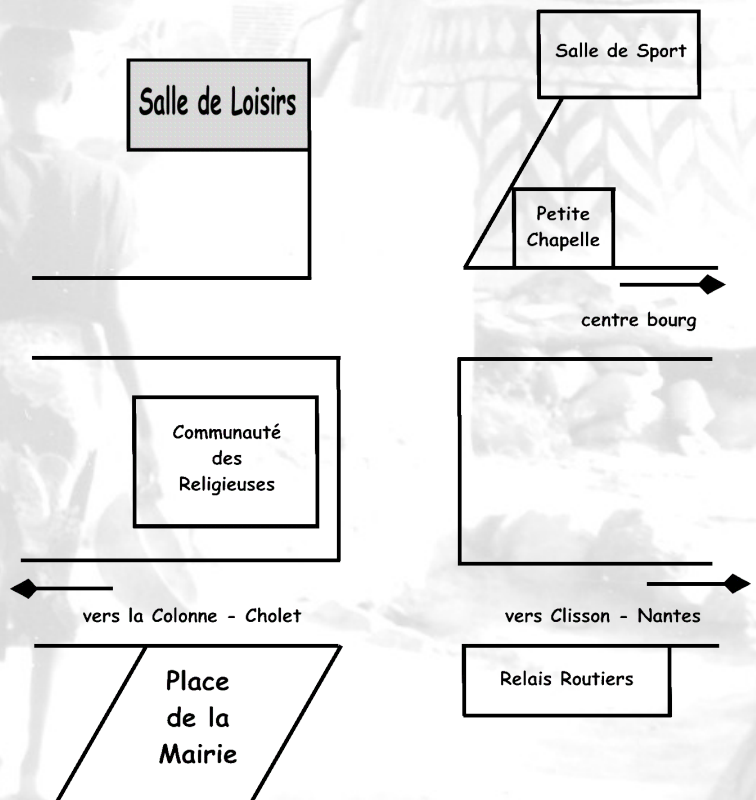 Salle de Sport
Salle de Loisirs
Petite
Chapelle
centre bourg
Communauté
des
Religieuses
vers la Colonne - Cholet
vers Clisson - Nantes
Place
de la
Mairie
Relais Routiers